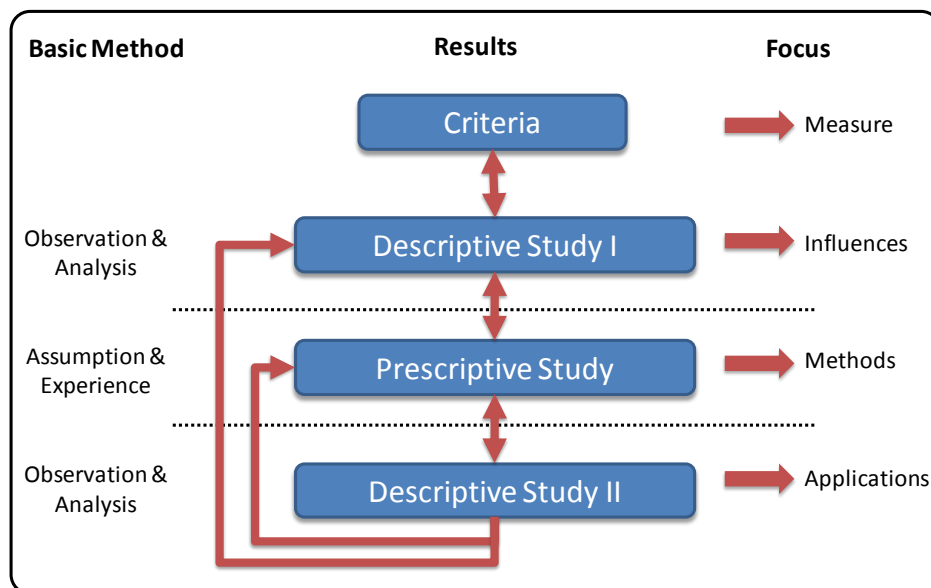 Basic Method
Results
Focus
Criteria
Measure
Observation &
Analysis
Descriptive Study I
Influences
Assumption &
Experience
Prescriptive Study
Methods
Observation &
Analysis
Descriptive Study II
Applications